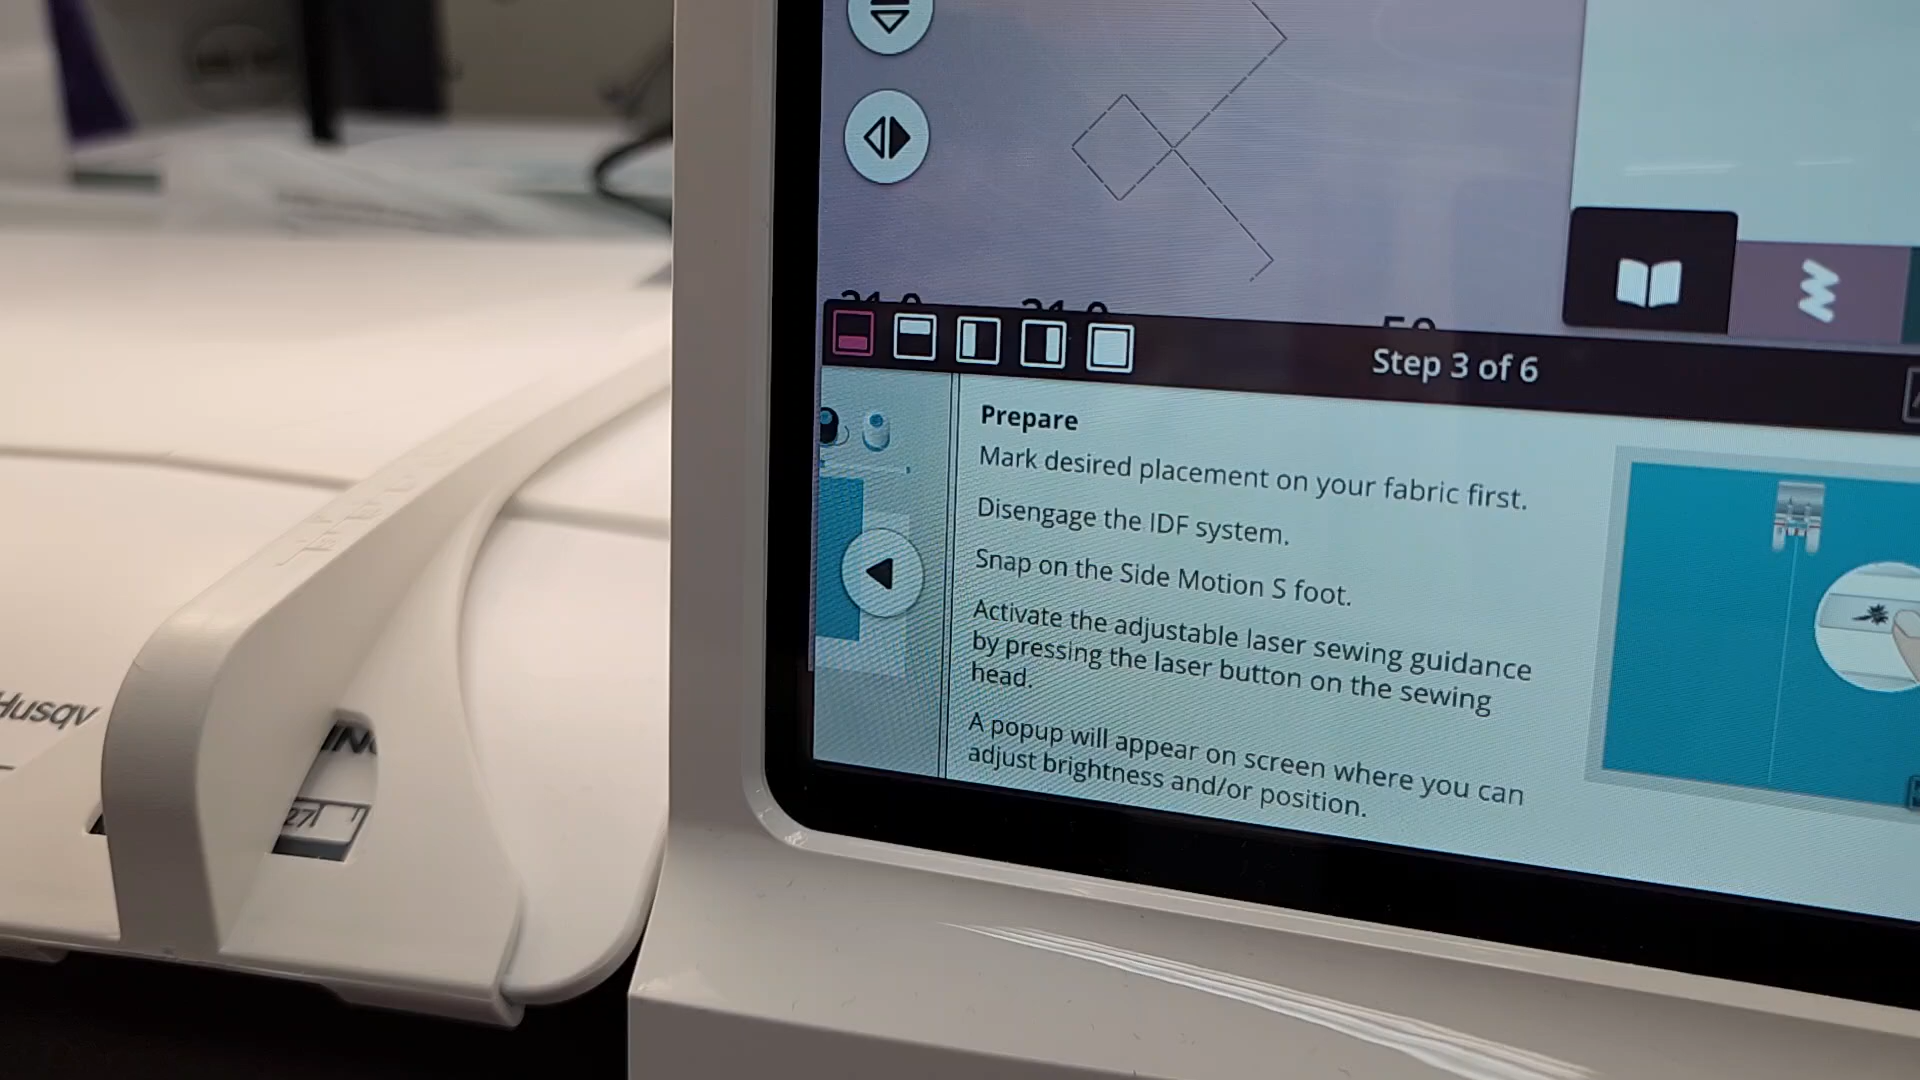 Step 3 of 6
Prepare
Mark desired placement on your fabric first.
Disengage the IDF system.
Snap on the Side Motion S foot.
Activate the adjustable laser sewing guidance
by pressing the laser button on the sewing
head.
A popup will appear on screen where you can
adjust brightness and/or position.
Husqv
27